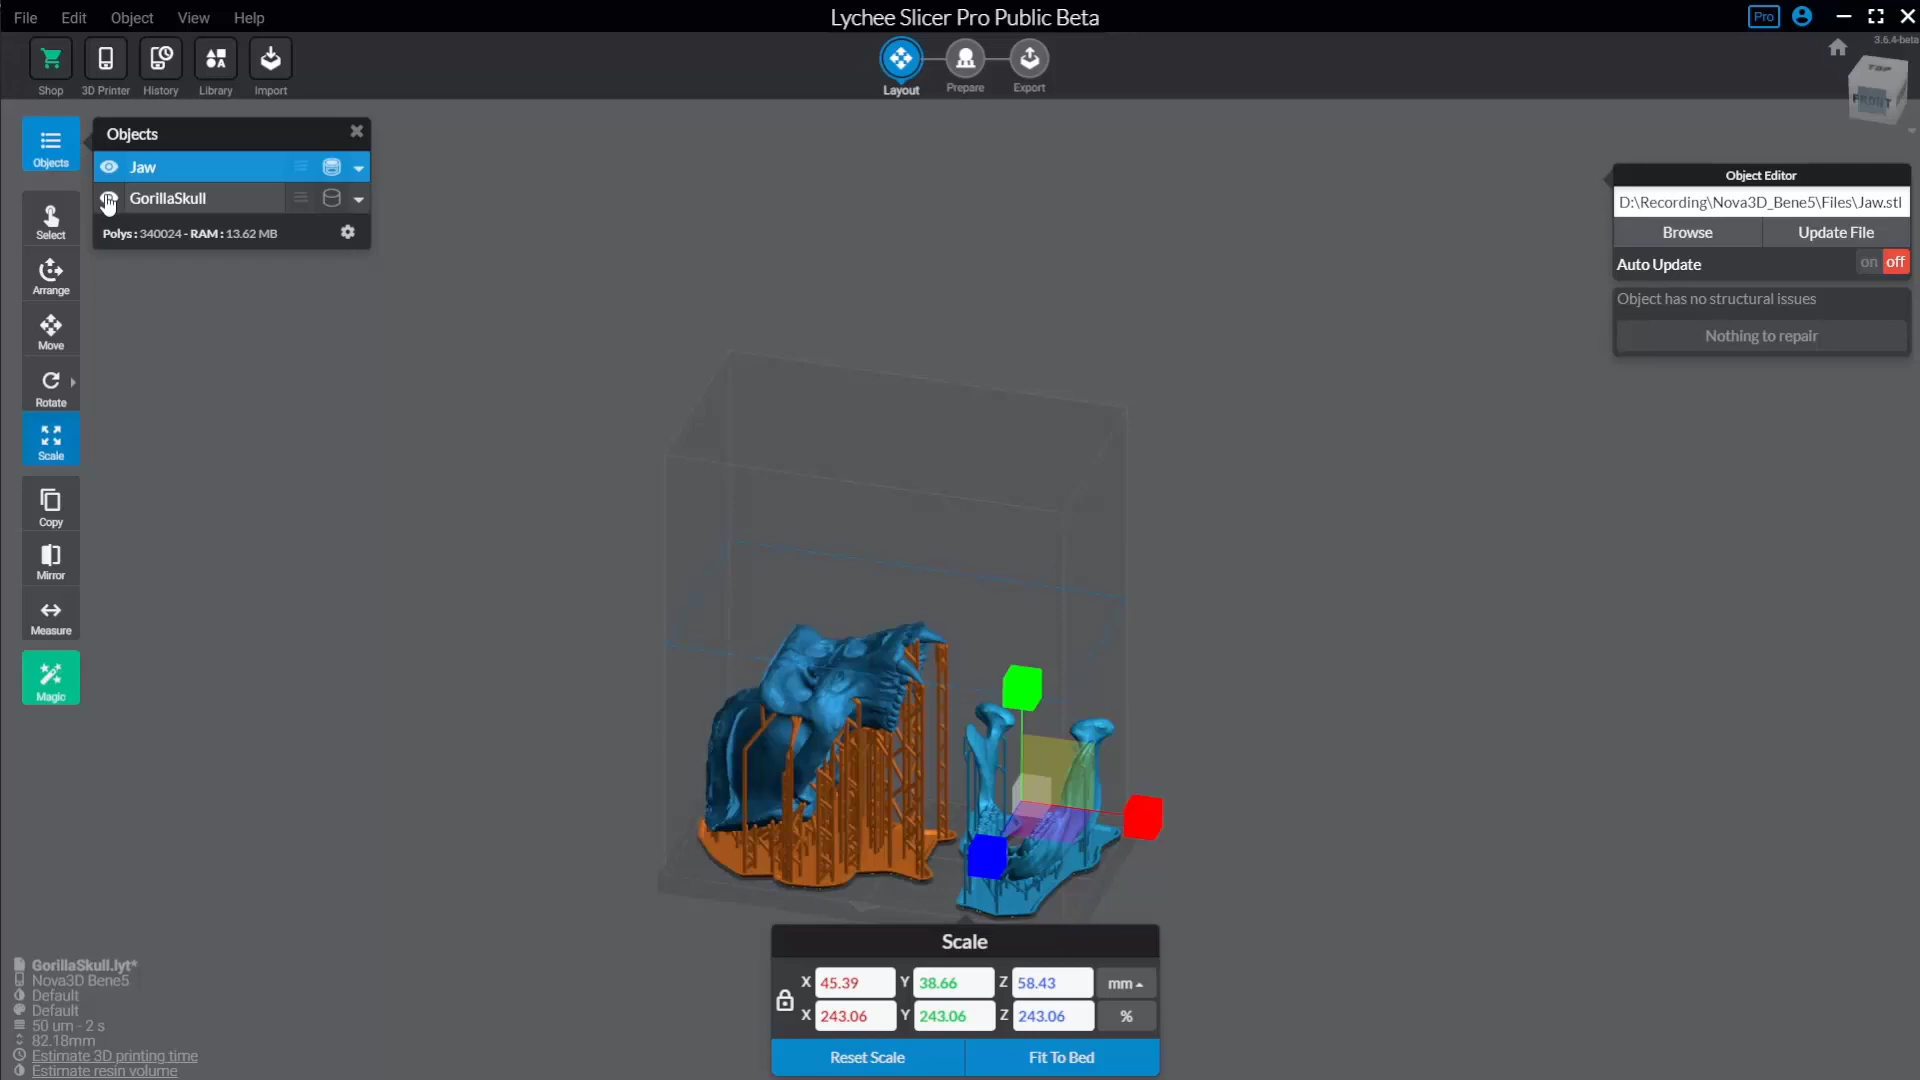 File Edit Object View Help
Lychee Slicer Pro Public Beta
Pro
3.6.4-beta
Shop 3D Printer History Library Import
Layout Prepare Export
TOP
FRONT
Objects
Objects
Jaw
GorillaSkull
Polys : 340024 - RAM : 13.62 MB
Select
Arrange
Move
Rotate
Scale
Copy
Mirror
Measure
Magic
Object Editor
D:\Recording\Nova3D_Bene5\Files\Jaw.stl
Browse Update File
Auto Update on off
Object has no structural issues
Nothing to repair
Scale
X 45.39 Y 38.66 Z 58.43 mm
X 243.06 Y 243.06 Z 243.06 %
Reset Scale Fit To Bed
GorillaSkull.lyt*
Nova3D Bene5
Default
Default
50 um - 2 s
82.18mm
Estimate 3D printing time
Estimate resin volume